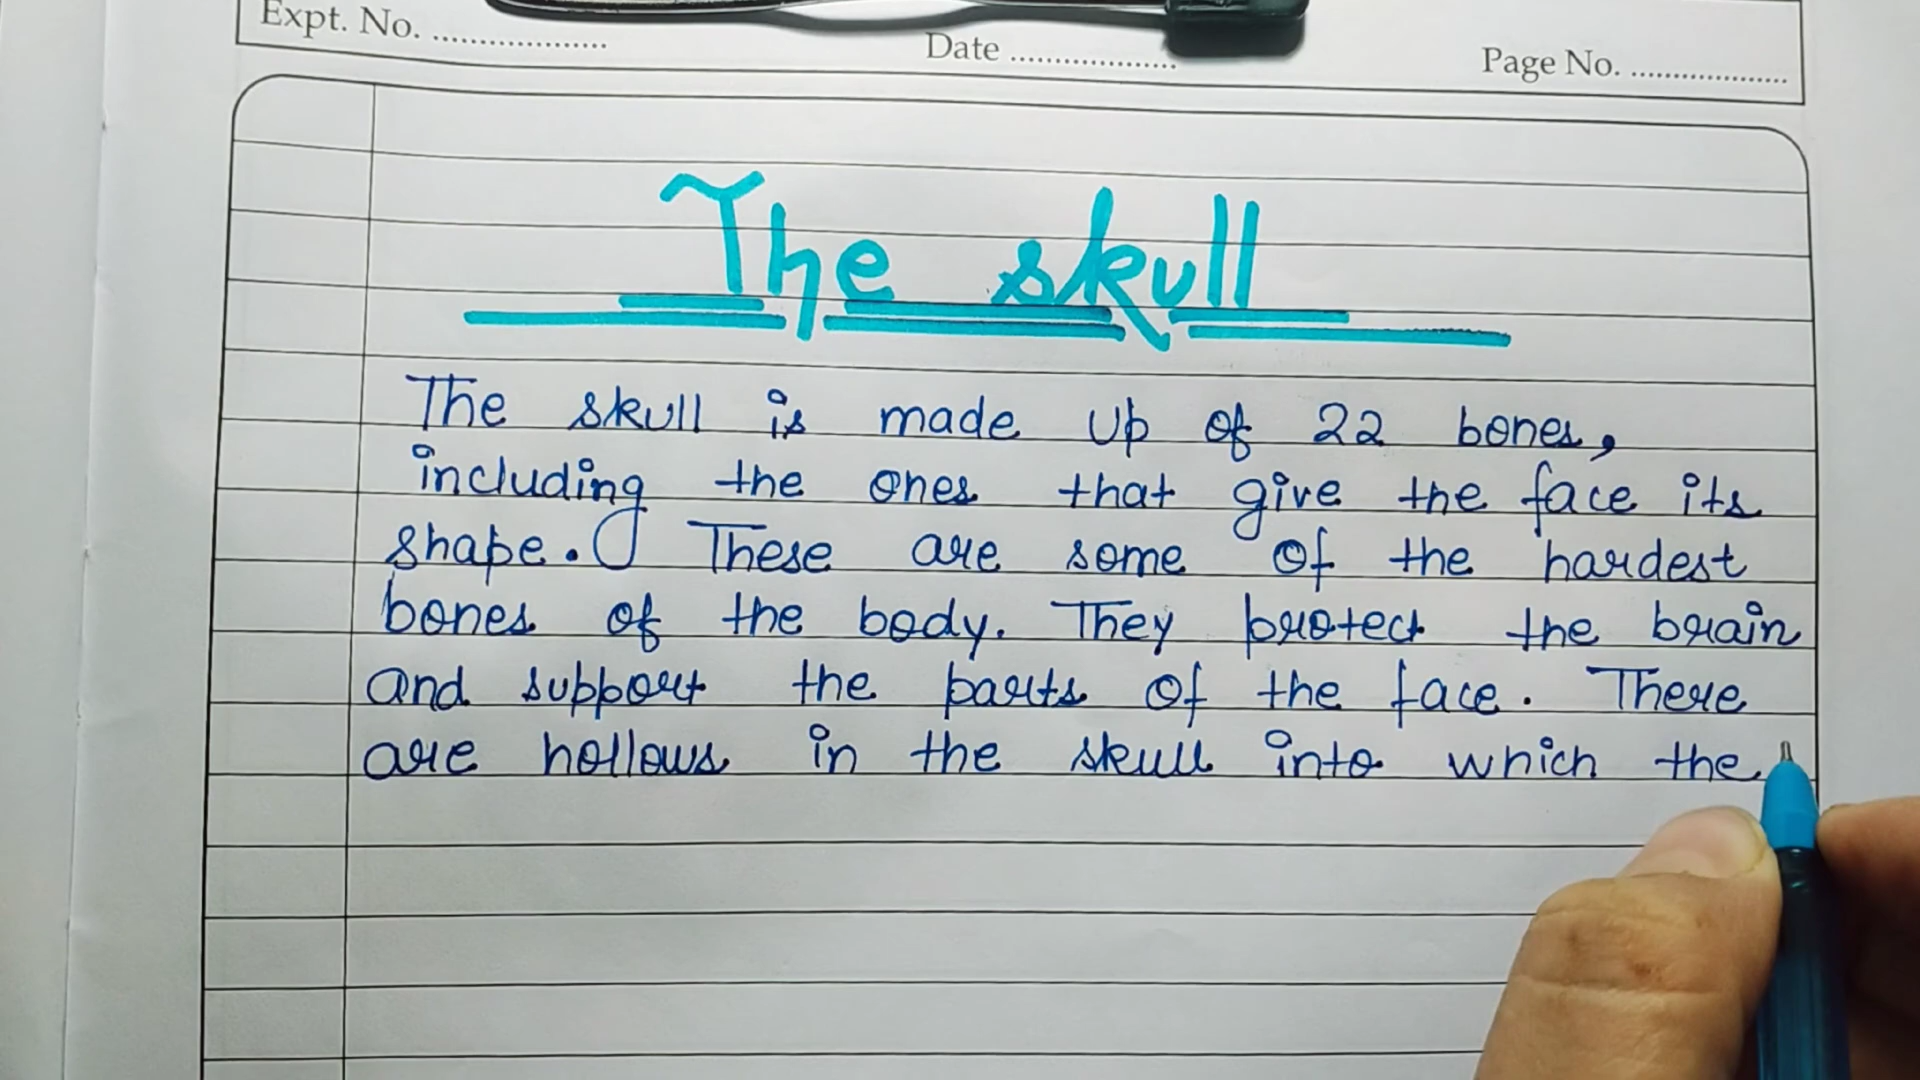 Expt. No. ................... Date ................... Page No. ...................
The skull
The skull is made up of 22 bones,
including the ones that give the face its
shape. These are some of the hardest
bones of the body. They protect the brain
and support the parts of the face. There
are hollows in the skull into which the